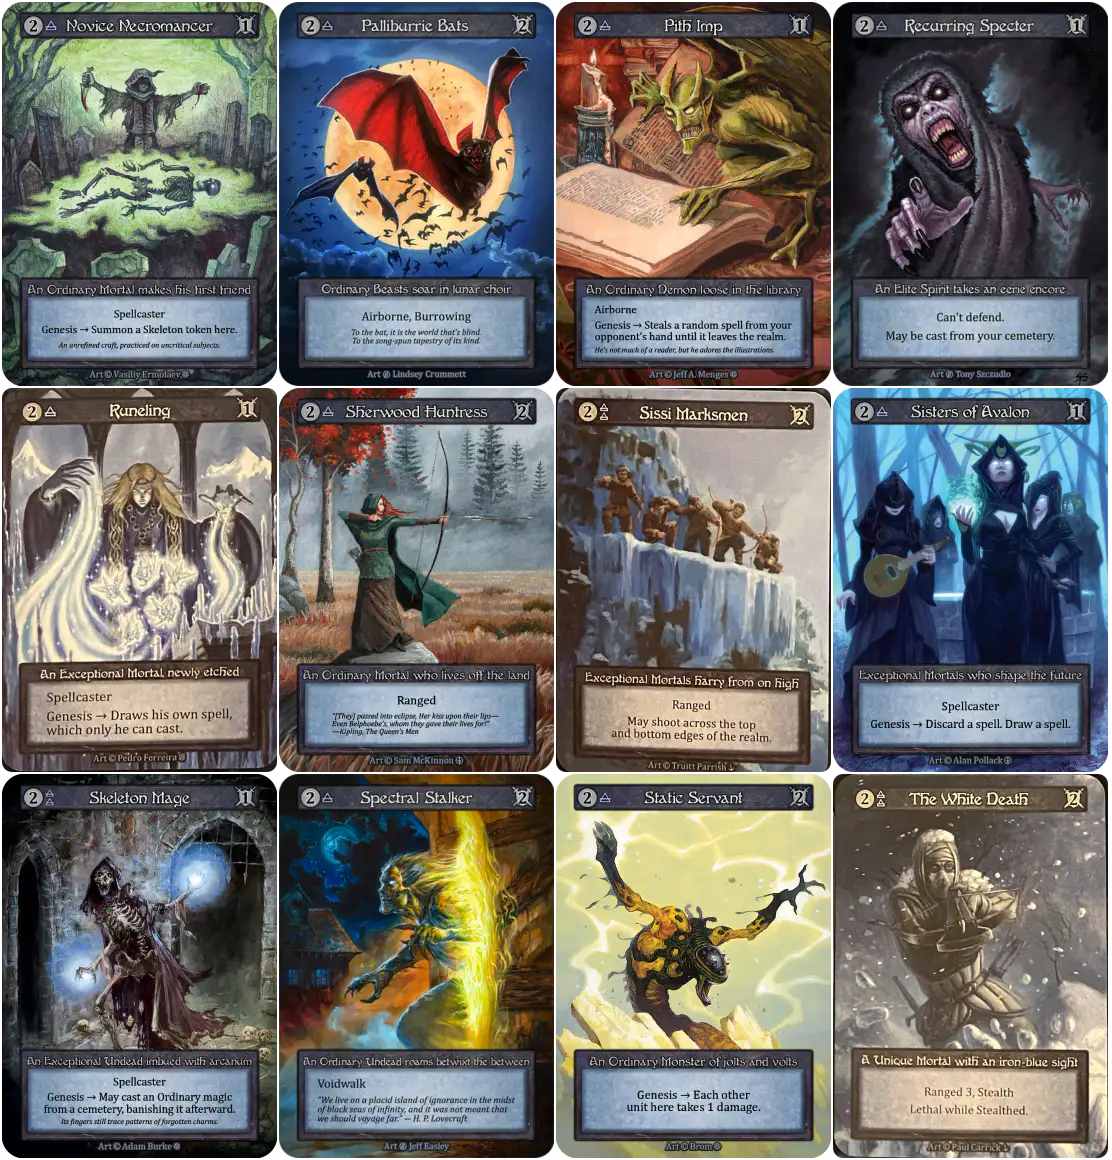 2 Novice Necromancer 1
An Ordinary Mortal makes his first friend
Spellcaster
Genesis → Summon a Skeleton token here.
An unrefined craft, practiced on uncritical subjects.
Art © Vasiliy Ermolaev
2 Palliburrie Bats 2
Ordinary Beasts soar in lunar choir
Airborne, Burrowing
To the bat, it is the world that's blind.
To the song-spun tapestry of its kind.
Art Lindsey Crummett
2 Pith Imp 1
An Ordinary Demon loose in the library
Airborne
Genesis → Steals a random spell from your
opponent's hand until it leaves the realm.
He's not much of a reader, but he adores the illustrations.
Art © Jeff A. Menges
2 Recurring Specter 1
An Elite Spirit takes an eerie encore
Can't defend.
May be cast from your cemetery.
Art Tony Szczudlo
2 Runeling 1
An Exceptional Mortal newly etched
Spellcaster
Genesis → Draws his own spell,
which only he can cast.
Art © Pedro Ferreira
2 Sherwood Huntress 2
An Ordinary Mortal who lives off the land
Ranged
"[They] passed into eclipse, Her kiss upon their lips—
Even Belphoebe's, whom they gave their lives for!"
—Kipling, The Queen's Men
Art © Sam McKinnon
2 Sissi Marksmen 2
Exceptional Mortals harry from on high
Ranged
May shoot across the top
and bottom edges of the realm.
Art © Truitt Parrish
2 Sisters of Avalon 1
Exceptional Mortals who shape the future
Spellcaster
Genesis → Discard a spell. Draw a spell.
Art © Alan Pollack
2 Skeleton Mage 1
An Exceptional Undead imbued with arcanum
Spellcaster
Genesis → May cast an Ordinary magic
from a cemetery, banishing it afterward.
Its fingers still trace patterns of forgotten charms.
Art © Adam Burke
2 Spectral Stalker 2
An Ordinary Undead roams betwixt the between
Voidwalk
"We live on a placid island of ignorance in the midst
of black seas of infinity, and it was not meant that
we should voyage far." — H. P. Lovecraft
Art Jeff Easley
2 Static Servant 2
An Ordinary Monster of jolts and volts
Genesis → Each other
unit here takes 1 damage.
Art © Brom
2 The White Death 2
A Unique Mortal with an iron-blue sight
Ranged 3, Stealth
Lethal while Stealthed.
Art © Paul Carrick